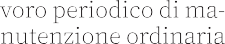 voro periodico di ma-
nutenzione ordinaria